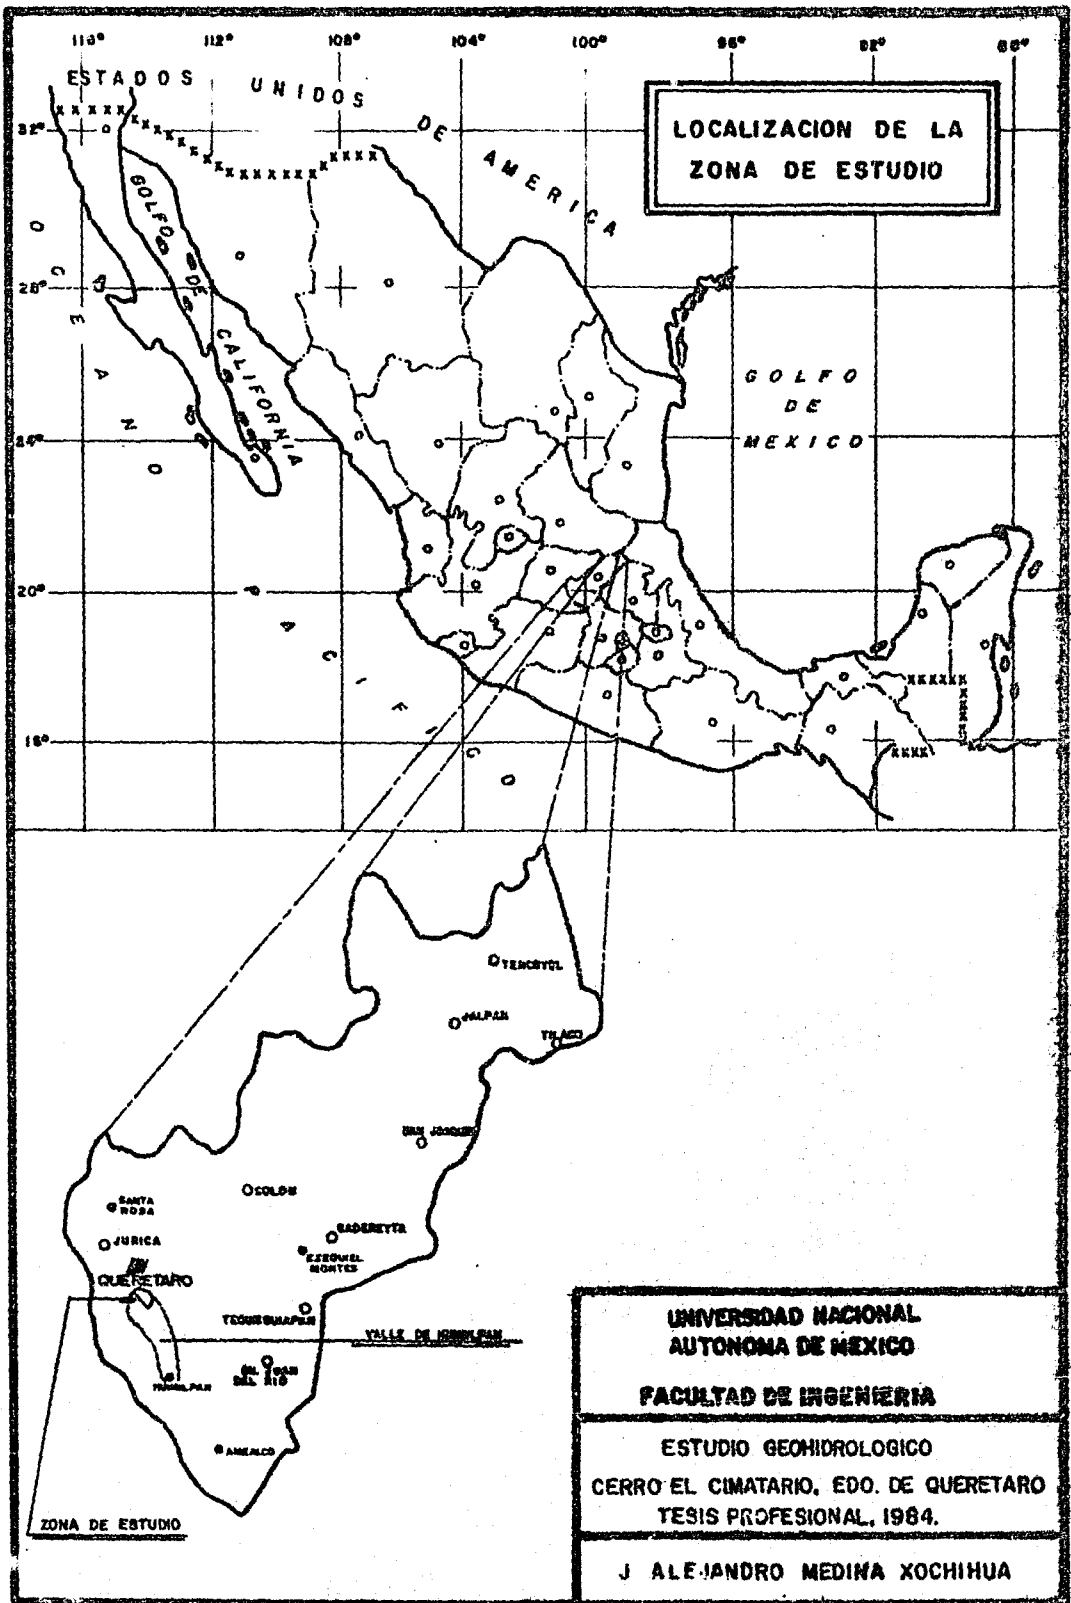 116° 112° 108° 104° 100° 96° 92° 88°
ESTADOS UNIDOS DE AMERICA
LOCALIZACION DE LA
ZONA DE ESTUDIO
32°
GOLFO DE CALIFORNIA
28°
OCEANO PACIFICO
GOLFO
DE
MEXICO
24°
20°
16°
JALPAN
TILACO
SAN JOAQUIN
COLON
SANTA
ROSA
JURICA
CADEREYTA
EZEQUIEL
MONTES
QUERETARO
TEQUISQUIAPAN
VALLE DE HUIMILPAN
HUIMILPAN
SN. JUAN
DEL RIO
AMEALCO
ZONA DE ESTUDIO
UNIVERSIDAD NACIONAL
AUTONOMA DE MEXICO
FACULTAD DE INGENIERIA
ESTUDIO GEOHIDROLOGICO
CERRO EL CIMATARIO, EDO. DE QUERETARO
TESIS PROFESIONAL, 1984.
J ALEJANDRO MEDINA XOCHIHUA